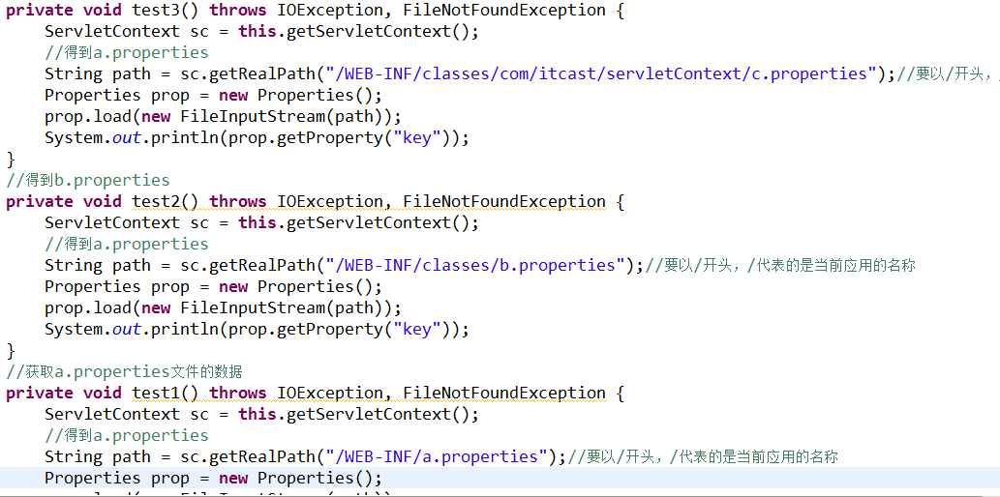 private void test3() throws IOException, FileNotFoundException {
    ServletContext sc = this.getServletContext();
    //得到a.properties
    String path = sc.getRealPath("/WEB-INF/classes/com/itcast/servletContext/c.properties");//要以/开头，/
    Properties prop = new Properties();
    prop.load(new FileInputStream(path));
    System.out.println(prop.getProperty("key"));
}
//得到b.properties
private void test2() throws IOException, FileNotFoundException {
    ServletContext sc = this.getServletContext();
    //得到a.properties
    String path = sc.getRealPath("/WEB-INF/classes/b.properties");//要以/开头，/代表的是当前应用的名称
    Properties prop = new Properties();
    prop.load(new FileInputStream(path));
    System.out.println(prop.getProperty("key"));
}
//获取a.properties文件的数据
private void test1() throws IOException, FileNotFoundException {
    ServletContext sc = this.getServletContext();
    //得到a.properties
    String path = sc.getRealPath("/WEB-INF/a.properties");//要以/开头，/代表的是当前应用的名称
    Properties prop = new Properties();